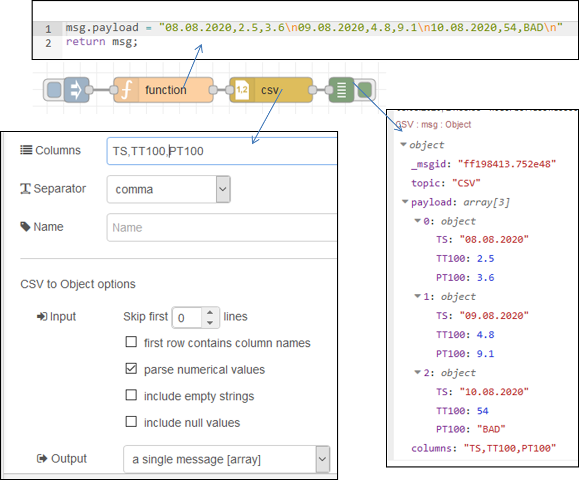 1 msg.payload = "08.08.2020,2.5,3.6\n09.08.2020,4.8,9.1\n10.08.2020,54,BAD\n"
2 return msg;
function
1,2 csv
Columns TS,TT100,PT100
Separator comma
Name Name
CSV to Object options
Input Skip first 0 lines
first row contains column names
parse numerical values
include empty strings
include null values
Output a single message [array]
CSV : msg : Object
object
_msgid: "ff198413.752e48"
topic: "CSV"
payload: array[3]
0: object
TS: "08.08.2020"
TT100: 2.5
PT100: 3.6
1: object
TS: "09.08.2020"
TT100: 4.8
PT100: 9.1
2: object
TS: "10.08.2020"
TT100: 54
PT100: "BAD"
columns: "TS,TT100,PT100"